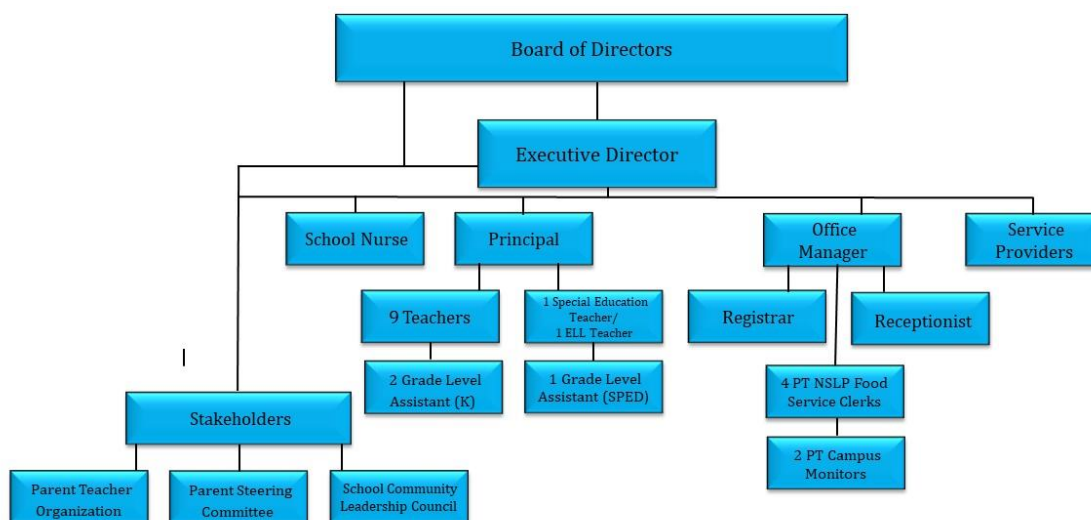 Board of Directors
Executive Director
School Nurse
Principal
Office
Manager
Service
Providers
9 Teachers
1 Special Education
Teacher/
1 ELL Teacher
Registrar
Receptionist
2 Grade Level
Assistant (K)
1 Grade Level
Assistant (SPED)
4 PT NSLP Food
Service Clerks
Stakeholders
2 PT Campus
Monitors
Parent Teacher
Organization
Parent Steering
Committee
School Community
Leadership Council